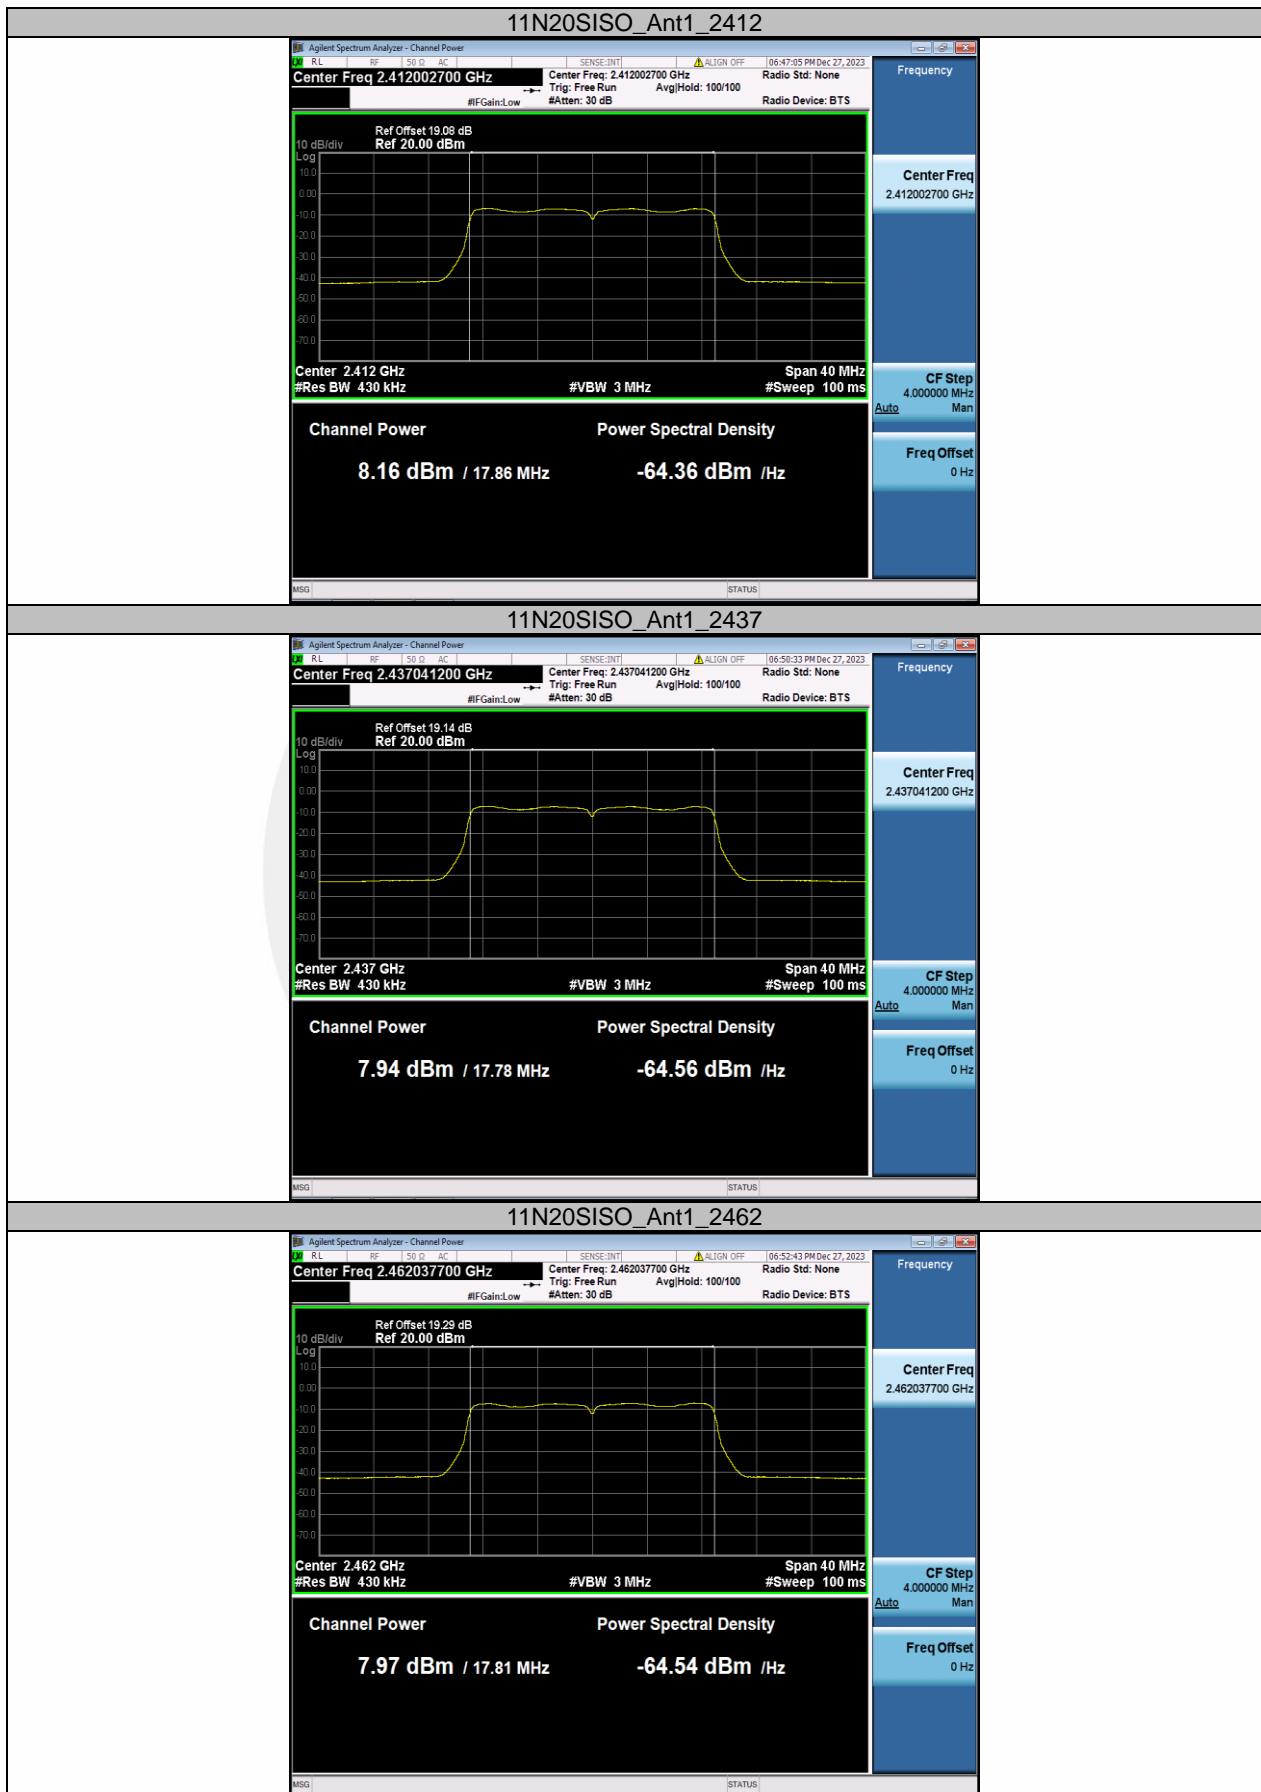 11N20SISO_Ant1_2412
Agilent Spectrum Analyzer - Channel Power
LXI RL RF 50 Ω AC SENSE:INT ALIGN OFF 06:47:05 PM Dec 27, 2023
Center Freq 2.412002700 GHz Center Freq: 2.412002700 GHz Radio Std: None Frequency
Trig: Free Run Avg|Hold: 100/100
#IFGain:Low #Atten: 30 dB Radio Device: BTS
Ref Offset 19.08 dB
10 dB/div Ref 20.00 dBm
Log
10.0
0.00
-10.0
-20.0
-30.0
-40.0
-50.0
-60.0
-70.0
Center Freq
2.412002700 GHz
Center 2.412 GHz Span 40 MHz
#Res BW 430 kHz #VBW 3 MHz #Sweep 100 ms
CF Step
4.000000 MHz
Auto Man
Channel Power Power Spectral Density
Freq Offset
0 Hz
8.16 dBm / 17.86 MHz -64.36 dBm /Hz
MSG STATUS
11N20SISO_Ant1_2437
Agilent Spectrum Analyzer - Channel Power
LXI RL RF 50 Ω AC SENSE:INT ALIGN OFF 06:50:33 PM Dec 27, 2023
Center Freq 2.437041200 GHz Center Freq: 2.437041200 GHz Radio Std: None Frequency
Trig: Free Run Avg|Hold: 100/100
#IFGain:Low #Atten: 30 dB Radio Device: BTS
Ref Offset 19.14 dB
10 dB/div Ref 20.00 dBm
Log
10.0
0.00
-10.0
-20.0
-30.0
-40.0
-50.0
-60.0
-70.0
Center Freq
2.437041200 GHz
Center 2.437 GHz Span 40 MHz
#Res BW 430 kHz #VBW 3 MHz #Sweep 100 ms
CF Step
4.000000 MHz
Auto Man
Channel Power Power Spectral Density
Freq Offset
0 Hz
7.94 dBm / 17.78 MHz -64.56 dBm /Hz
MSG STATUS
11N20SISO_Ant1_2462
Agilent Spectrum Analyzer - Channel Power
LXI RL RF 50 Ω AC SENSE:INT ALIGN OFF 06:52:43 PM Dec 27, 2023
Center Freq 2.462037700 GHz Center Freq: 2.462037700 GHz Radio Std: None Frequency
Trig: Free Run Avg|Hold: 100/100
#IFGain:Low #Atten: 30 dB Radio Device: BTS
Ref Offset 19.29 dB
10 dB/div Ref 20.00 dBm
Log
10.0
0.00
-10.0
-20.0
-30.0
-40.0
-50.0
-60.0
-70.0
Center Freq
2.462037700 GHz
Center 2.462 GHz Span 40 MHz
#Res BW 430 kHz #VBW 3 MHz #Sweep 100 ms
CF Step
4.000000 MHz
Auto Man
Channel Power Power Spectral Density
Freq Offset
0 Hz
7.97 dBm / 17.81 MHz -64.54 dBm /Hz
MSG STATUS